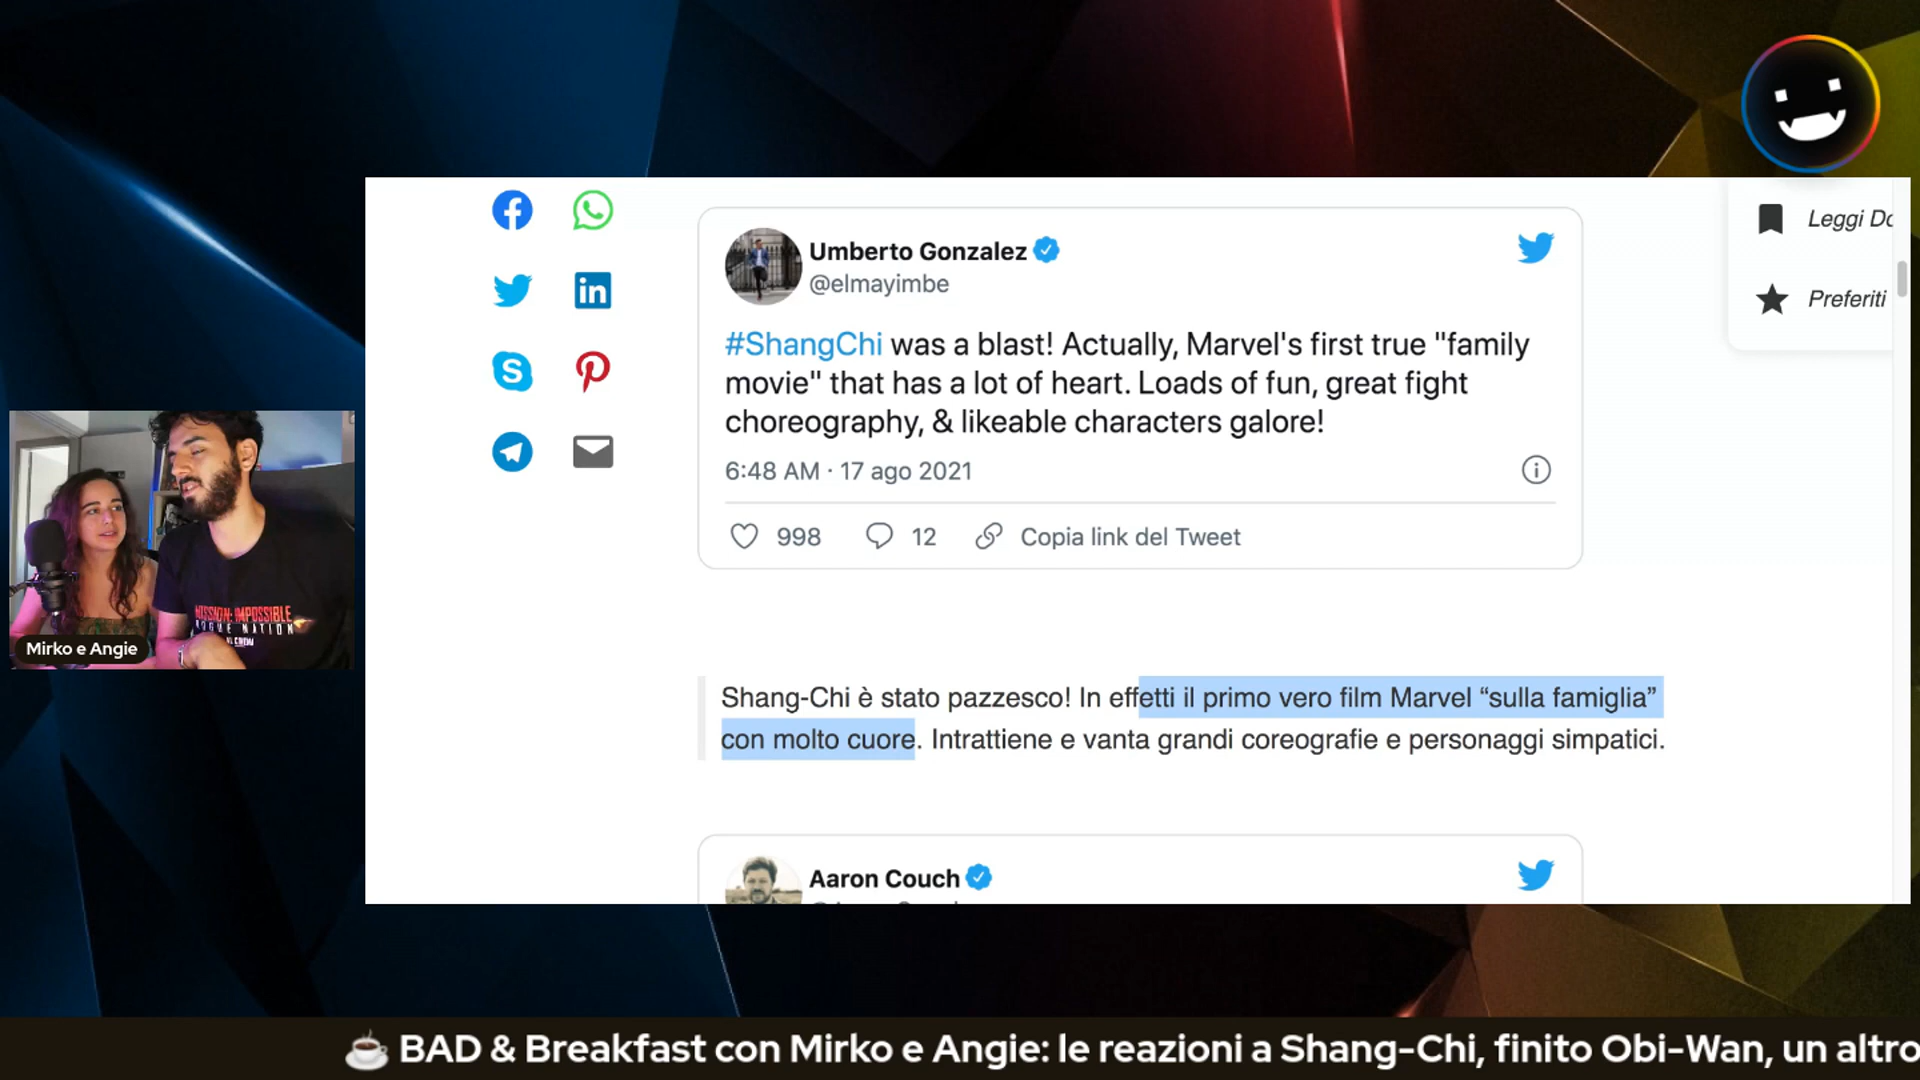 Leggi
Preferiti
Umberto Gonzalez
@elmayimbe
#ShangChi was a blast! Actually, Marvel's first true "family
movie" that has a lot of heart. Loads of fun, great fight
choreography, & likeable characters galore!
6:48 AM · 17 ago 2021
998 12 Copia link del Tweet
MISSION: IMPOSSIBLE
ROGUE NATION
Mirko e Angie
Shang-Chi è stato pazzesco! In effetti il primo vero film Marvel “sulla famiglia”
con molto cuore. Intrattiene e vanta grandi coreografie e personaggi simpatici.
Aaron Couch
BAD & Breakfast con Mirko e Angie: le reazioni a Shang-Chi, finito Obi-Wan, un altro